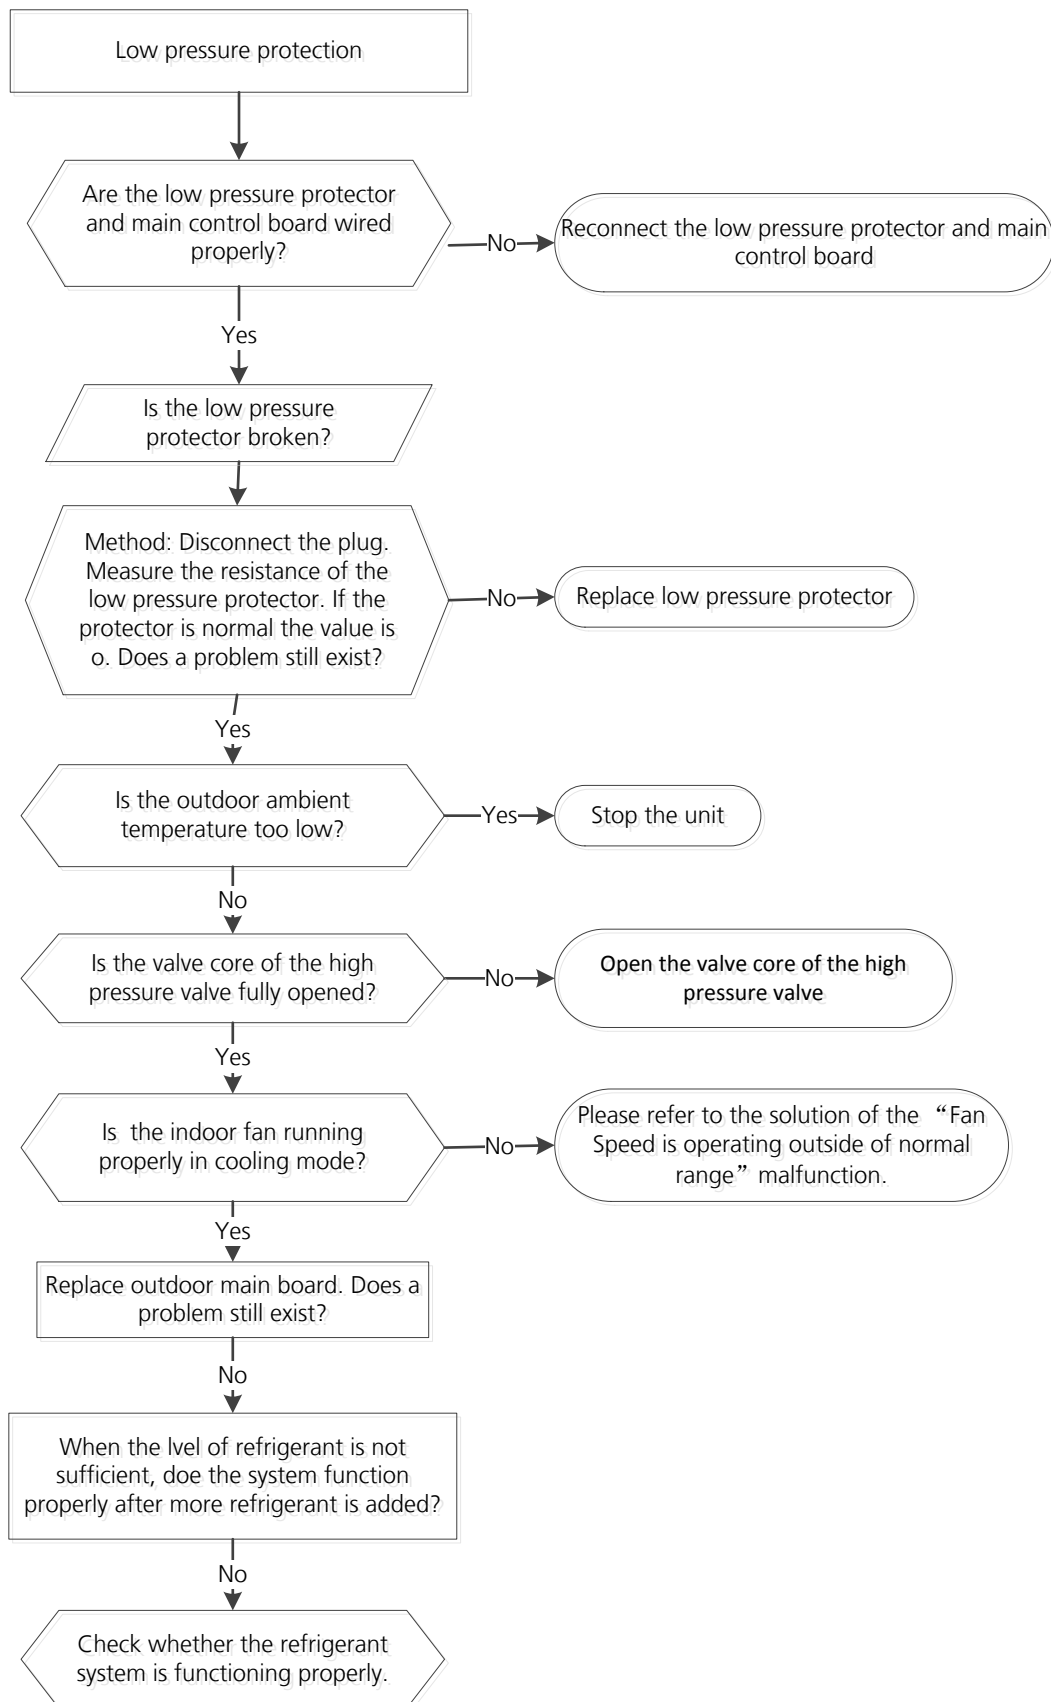 Low pressure protection
Are the low pressure protector
and main control board wired
properly?
No
Reconnect the low pressure protector and main
control board
Yes
Is the low pressure
protector broken?
Method: Disconnect the plug.
Measure the resistance of the
low pressure protector. If the
protector is normal the value is
o. Does a problem still exist?
No
Replace low pressure protector
Yes
Is the outdoor ambient
temperature too low?
Yes
Stop the unit
No
Is the valve core of the high
pressure valve fully opened?
No
Open the valve core of the high
pressure valve
Yes
Is the indoor fan running
properly in cooling mode?
No
Please refer to the solution of the “Fan
Speed is operating outside of normal
range” malfunction.
Yes
Replace outdoor main board. Does a
problem still exist?
No
When the lvel of refrigerant is not
sufficient, doe the system function
properly after more refrigerant is added?
No
Check whether the refrigerant
system is functioning properly.